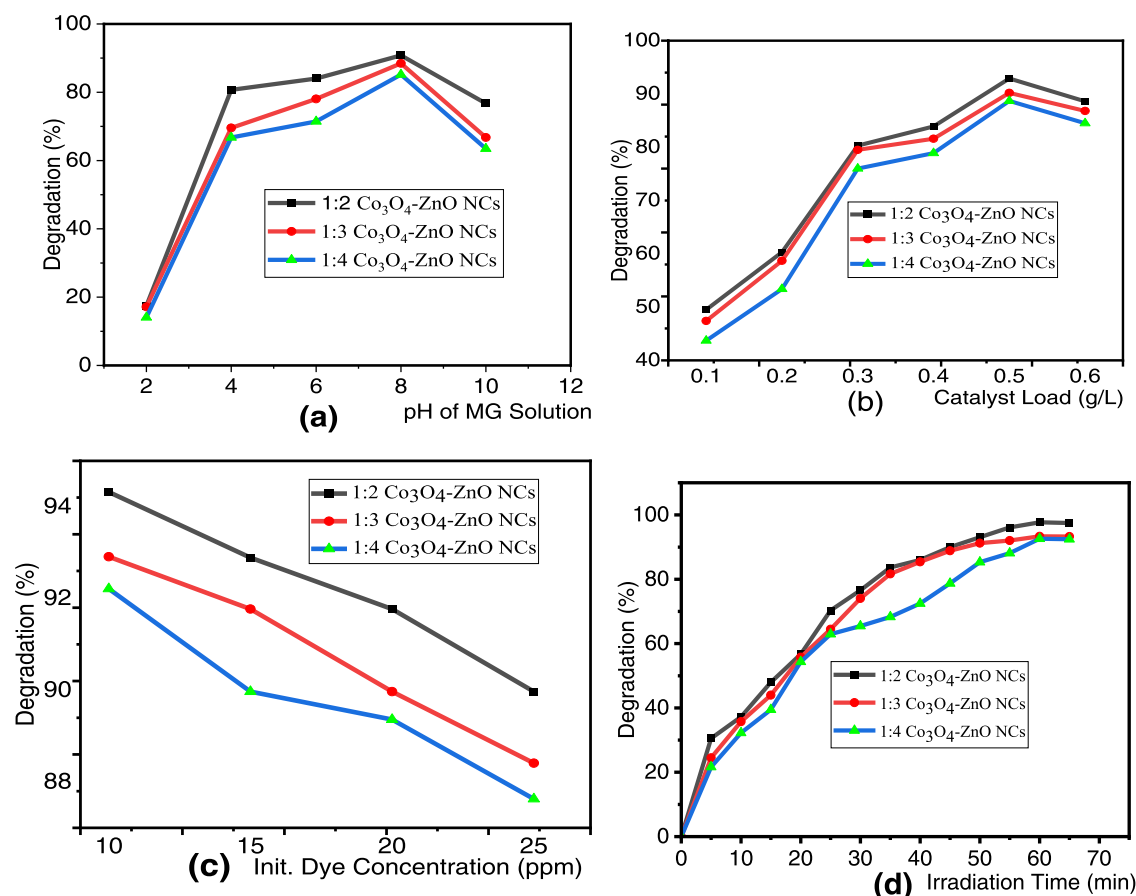 Degradation (%)
100
80
60
40
20
0
1:2 Co₃O₄-ZnO NCs
1:3 Co₃O₄-ZnO NCs
1:4 Co₃O₄-ZnO NCs
2 4 6 8 10 12
(a)
pH of MG Solution
Degradation (%)
100
90
80
70
60
50
40
1:2 Co₃O₄-ZnO NCs
1:3 Co₃O₄-ZnO NCs
1:4 Co₃O₄-ZnO NCs
0.1 0.2 0.3 0.4 0.5 0.6
(b) Catalyst Load (g/L)
Degradation (%)
94
92
90
88
1:2 Co₃O₄-ZnO NCs
1:3 Co₃O₄-ZnO NCs
1:4 Co₃O₄-ZnO NCs
10 15 20 25
(c) Init. Dye Concentration (ppm)
Degradation (%)
100
80
60
40
20
0
1:2 Co₃O₄-ZnO NCs
1:3 Co₃O₄-ZnO NCs
1:4 Co₃O₄-ZnO NCs
0 10 20 30 40 50 60 70
(d) Irradiation Time (min)